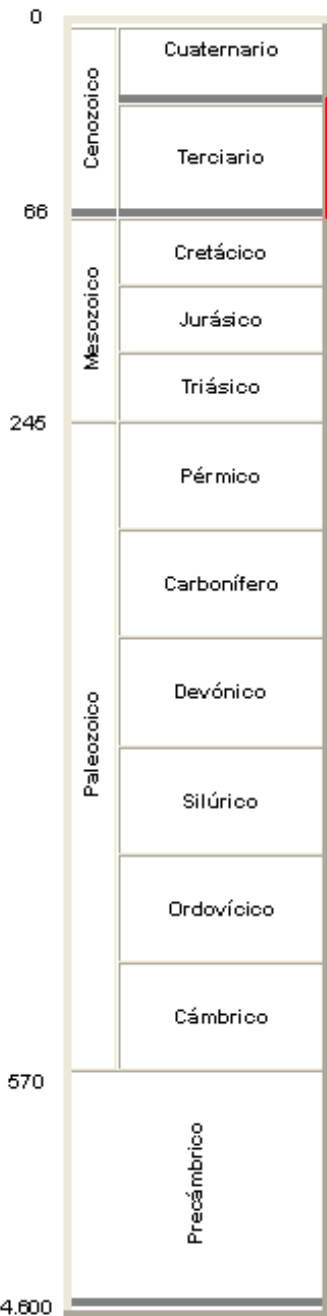 0
Cuaternario
Cenozoico
Terciario
66
Cretácico
Mesozoico
Jurásico
Triásico
245
Pérmico
Carbonífero
Devónico
Paleozoico
Silúrico
Ordovícico
Cámbrico
570
Precámbrico
4.600